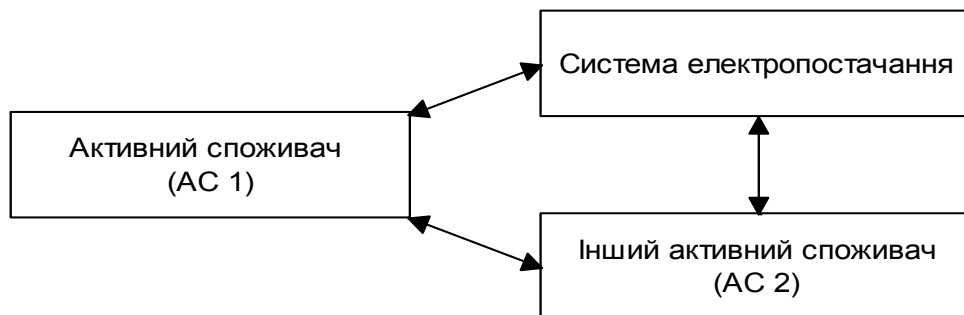 Система електропостачання
Активний споживач
(АС 1)
Інший активний споживач
(АС 2)